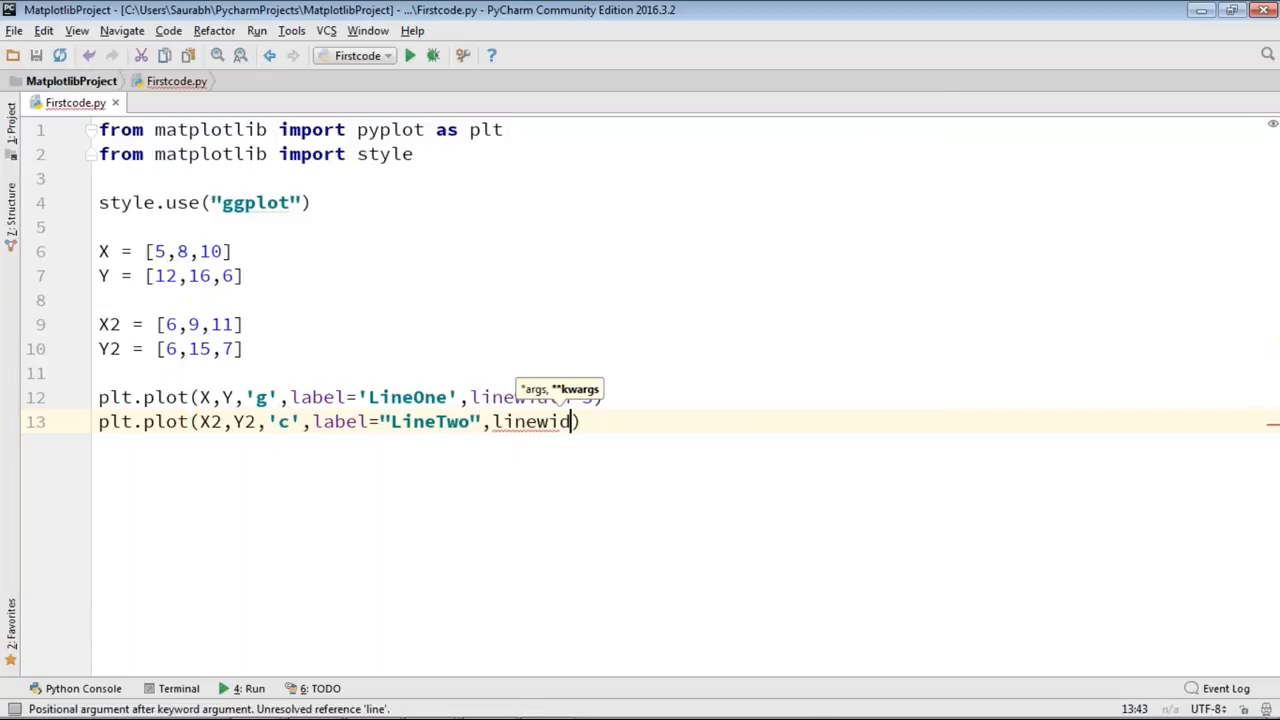 MatplotlibProject - [C:\Users\Saurabh\PycharmProjects\MatplotlibProject] - ...\Firstcode.py - PyCharm Community Edition 2016.3.2
File Edit View Navigate Code Refactor Run Tools VCS Window Help
Firstcode
MatplotlibProject Firstcode.py
Firstcode.py
1: Project
Z: Structure
2: Favorites
1 from matplotlib import pyplot as plt
2 from matplotlib import style
3
4 style.use("ggplot")
5
6 X = [5,8,10]
7 Y = [12,16,6]
8
9 X2 = [6,9,11]
10 Y2 = [6,15,7]
11
*args, **kwargs
12 plt.plot(X,Y,'g',label='LineOne',
13 plt.plot(X2,Y2,'c',label="LineTwo",linewid)
Python Console Terminal 4: Run 6: TODO Event Log
Positional argument after keyword argument. Unresolved reference 'line'. 13:43 n/a UTF-8